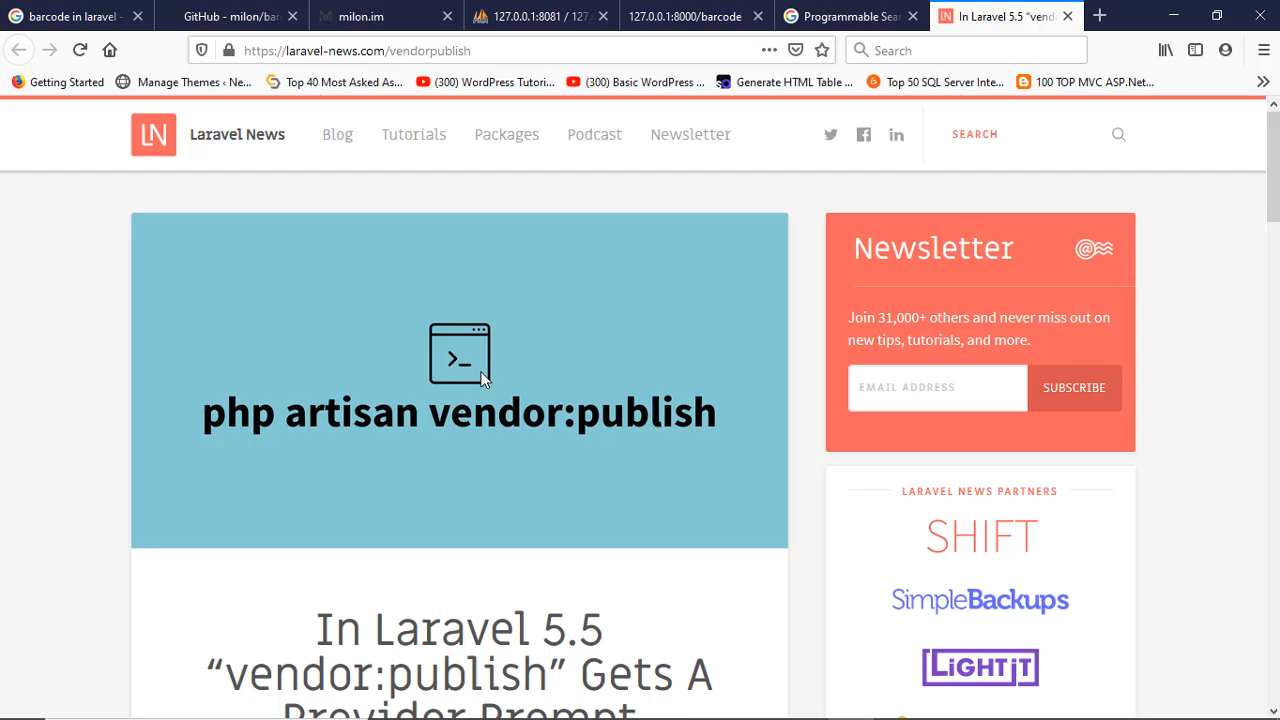 barcode in laravel -
GitHub - milon/bar
milon.im
127.0.0.1:8081 / 127
127.0.0.1:8000/barcode
Programmable Sea
In Laravel 5.5 “vend
https://laravel-news.com/vendorpublish
Search
Getting Started
Manage Themes ‹ Ne...
Top 40 Most Asked As...
(300) WordPress Tutori...
(300) Basic WordPress ...
Generate HTML Table ...
Top 50 SQL Server Inte...
100 TOP MVC ASP.Net...
LN
Laravel News
Blog
Tutorials
Packages
Podcast
Newsletter
SEARCH
php artisan vendor:publish
In Laravel 5.5
“vendor:publish” Gets A
Provider Prompt
Newsletter
Join 31,000+ others and never miss out on
new tips, tutorials, and more.
EMAIL ADDRESS
SUBSCRIBE
LARAVEL NEWS PARTNERS
SHIFT
SimpleBackups
LIGHT IT